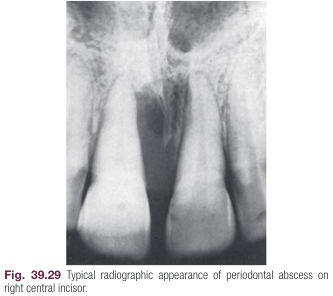 Fig. 39.29 Typical radiographic appearance of periodontal abscess on
right central incisor.